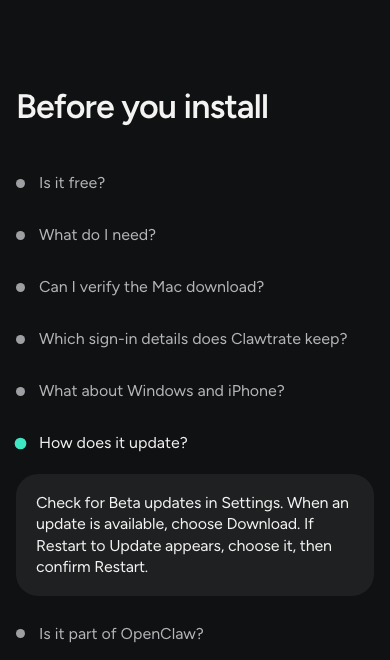 Before you install
Is it free?
What do I need?
Can I verify the Mac download?
Which sign-in details does Clawtrate keep?
What about Windows and iPhone?
How does it update?
Check for Beta updates in Settings. When an
update is available, choose Download. If
Restart to Update appears, choose it, then
confirm Restart.
Is it part of OpenClaw?